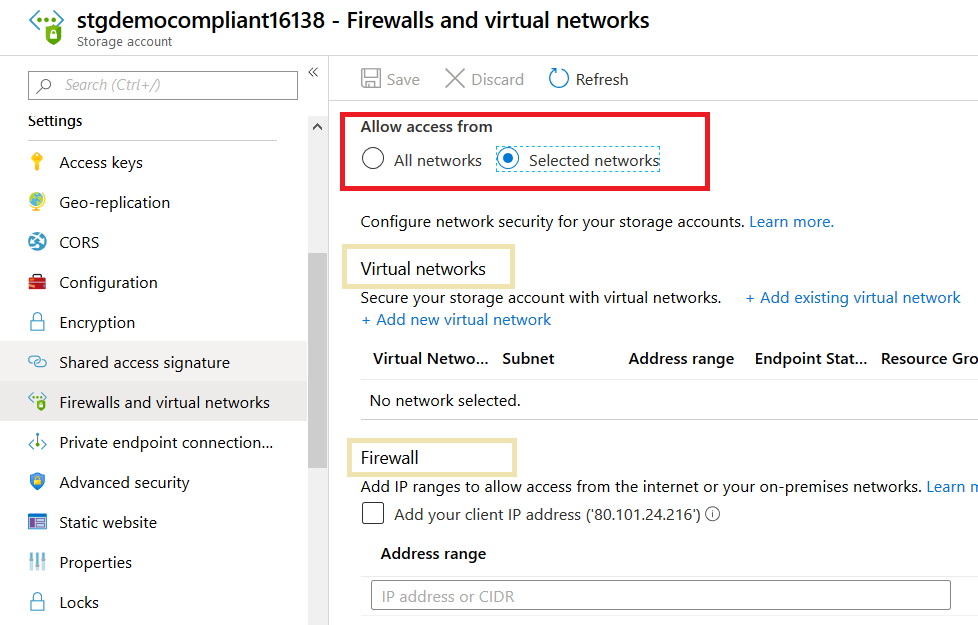 stgdemocompliant16138 - Firewalls and virtual networks
Storage account
Search (Ctrl+/)
«
Settings
Access keys
Geo-replication
CORS
Configuration
Encryption
Shared access signature
Firewalls and virtual networks
Private endpoint connection...
Advanced security
Static website
Properties
Locks
Save Discard Refresh
Allow access from
All networks Selected networks
Configure network security for your storage accounts. Learn more.
Virtual networks
Secure your storage account with virtual networks. + Add existing virtual network
+ Add new virtual network
Virtual Netwo... Subnet Address range Endpoint Stat... Resource Gro
No network selected.
Firewall
Add IP ranges to allow access from the internet or your on-premises networks. Learn m
Add your client IP address ('80.101.24.216')
Address range
IP address or CIDR